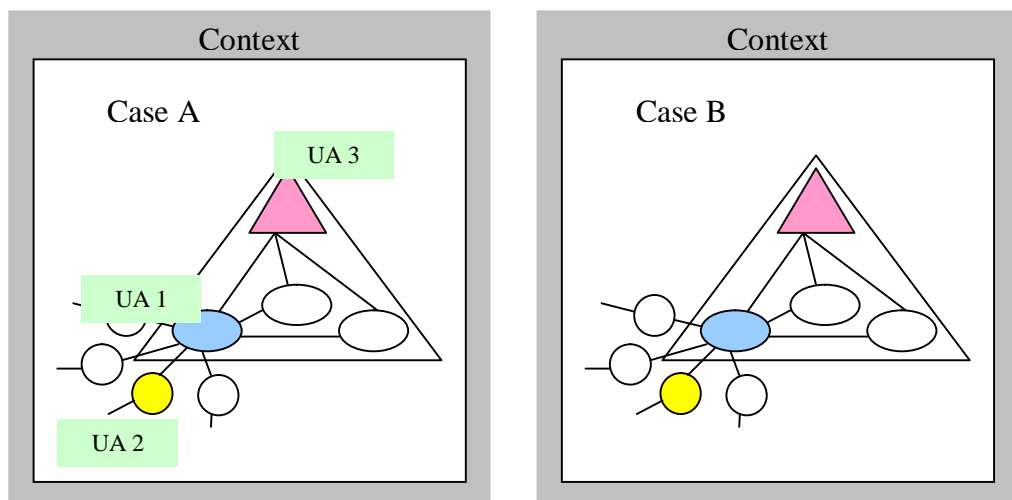 Context
Case A
UA 3
UA 1
UA 2
Context
Case B